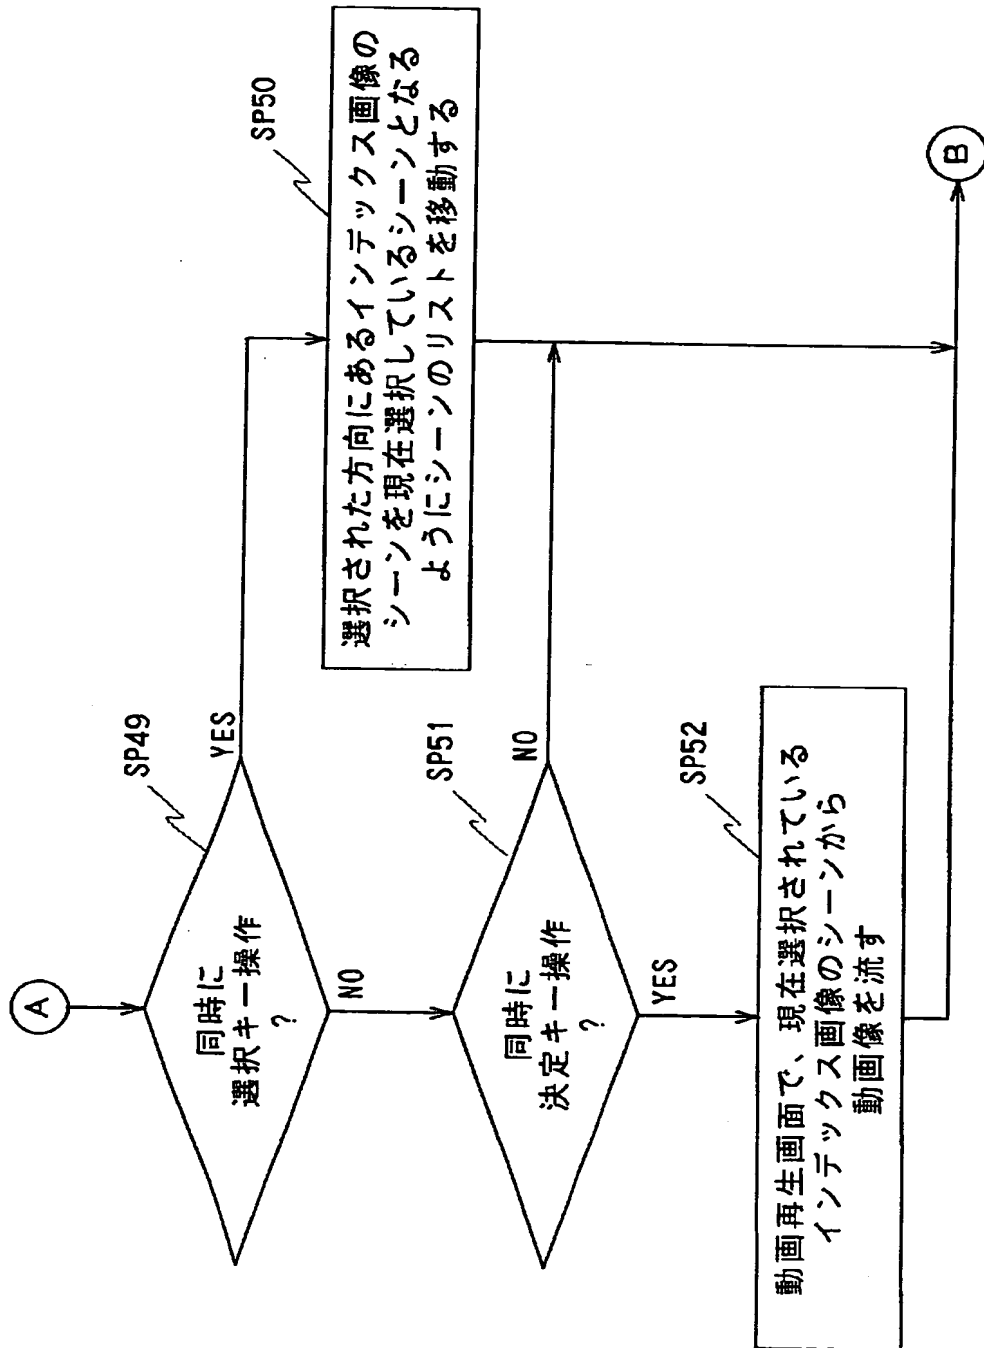 A
同時に
選択キー操作
?
SP49
YES
NO
選択された方向にあるインデックス画像の
シーンを現在選択しているシーンとなる
ようにシーンのリストを移動する
SP50
同時に
決定キー操作
?
SP51
NO
YES
動画再生画面で、現在選択されている
インデックス画像のシーンから
動画像を流す
SP52
B